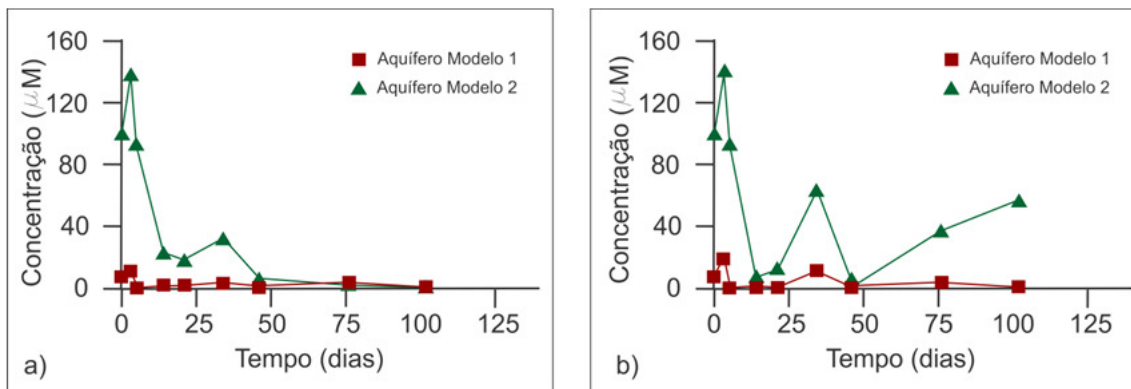 160
120
80
40
0
Concentração (μM)
Aquífero Modelo 1
Aquífero Modelo 2
0 25 50 75 100 125
Tempo (dias)
a)
160
120
80
40
0
Concentração (μM)
Aquífero Modelo 1
Aquífero Modelo 2
0 25 50 75 100 125
Tempo (dias)
b)